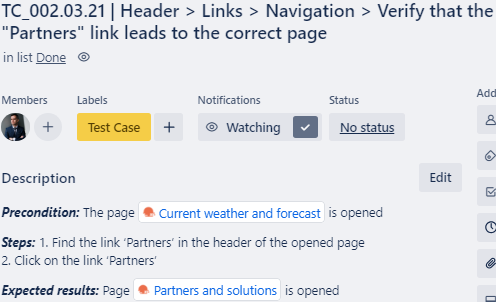 TC_002.03.21 | Header > Links > Navigation > Verify that the
"Partners" link leads to the correct page
in list Done
Members
Labels
Notifications
Status
Add
Test Case
Watching
No status
Description
Edit
Precondition: The page Current weather and forecast is opened
Steps: 1. Find the link ‘Partners’ in the header of the opened page
2. Click on the link ‘Partners’
Expected results: Page Partners and solutions is opened